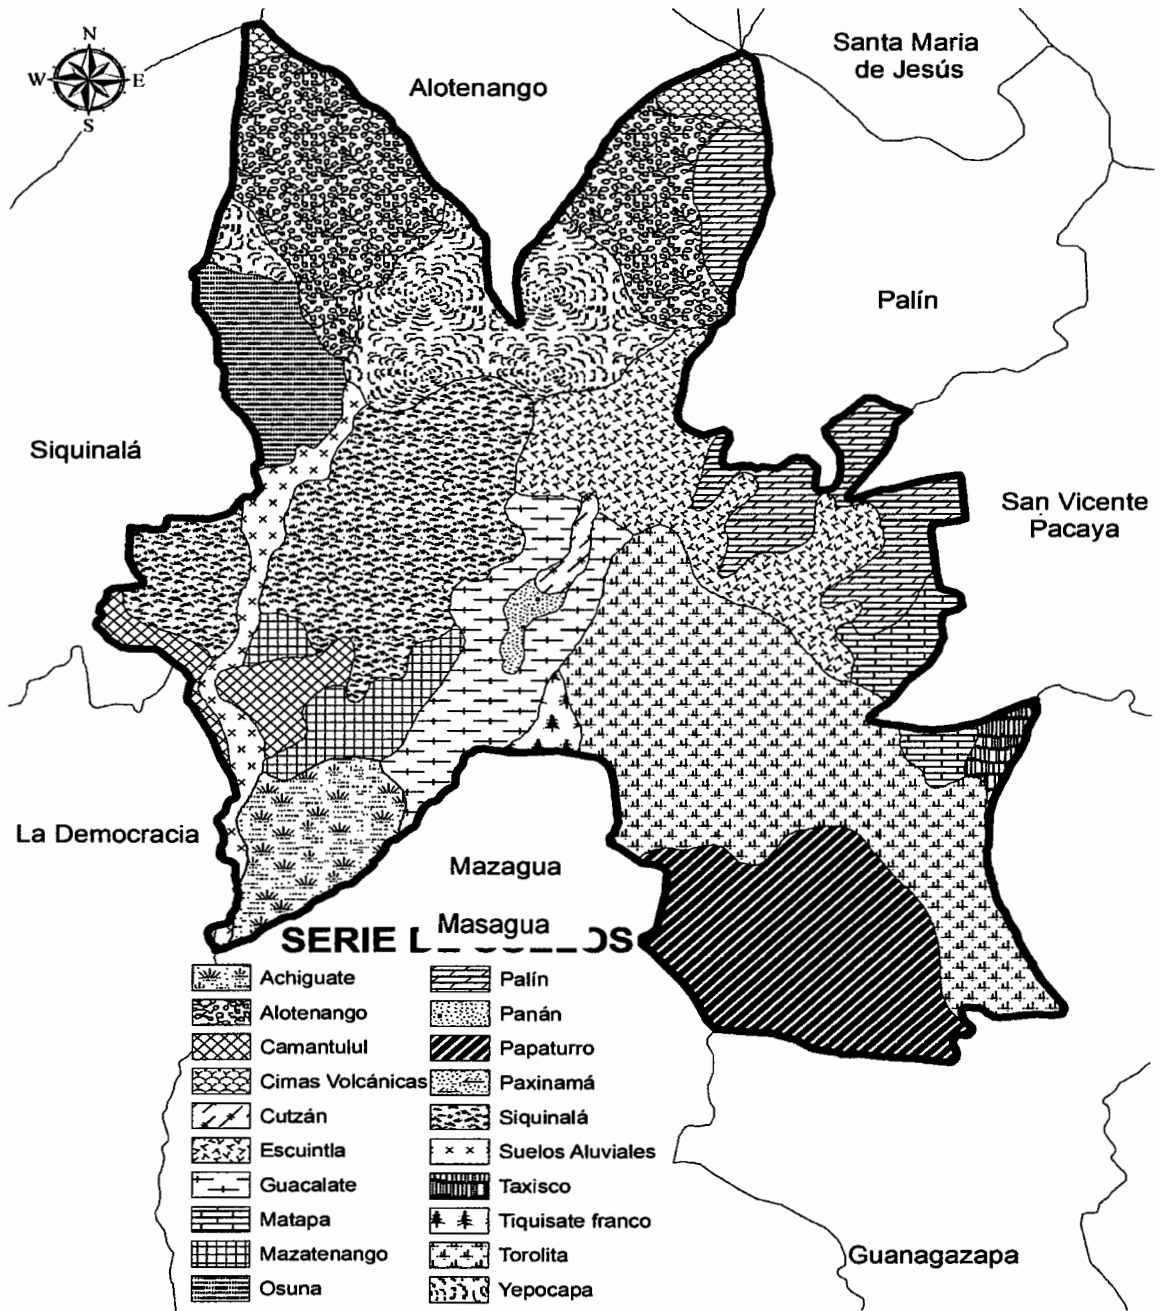 N
W E
S
Alotenango
Santa Maria
de Jesús
Palín
Siquinalá
San Vicente
Pacaya
La Democracia
Mazagua
Masagua
SERIE
Achiguate
Alotenango
Camantulul
Cimas Volcánicas
Cutzán
Escuintla
Guacalate
Matapa
Mazatenango
Osuna
Palín
Panán
Papaturro
Paxinamá
Siquinalá
Suelos Aluviales
Taxisco
Tiquisate franco
Torolita
Yepocapa
Guanagazapa